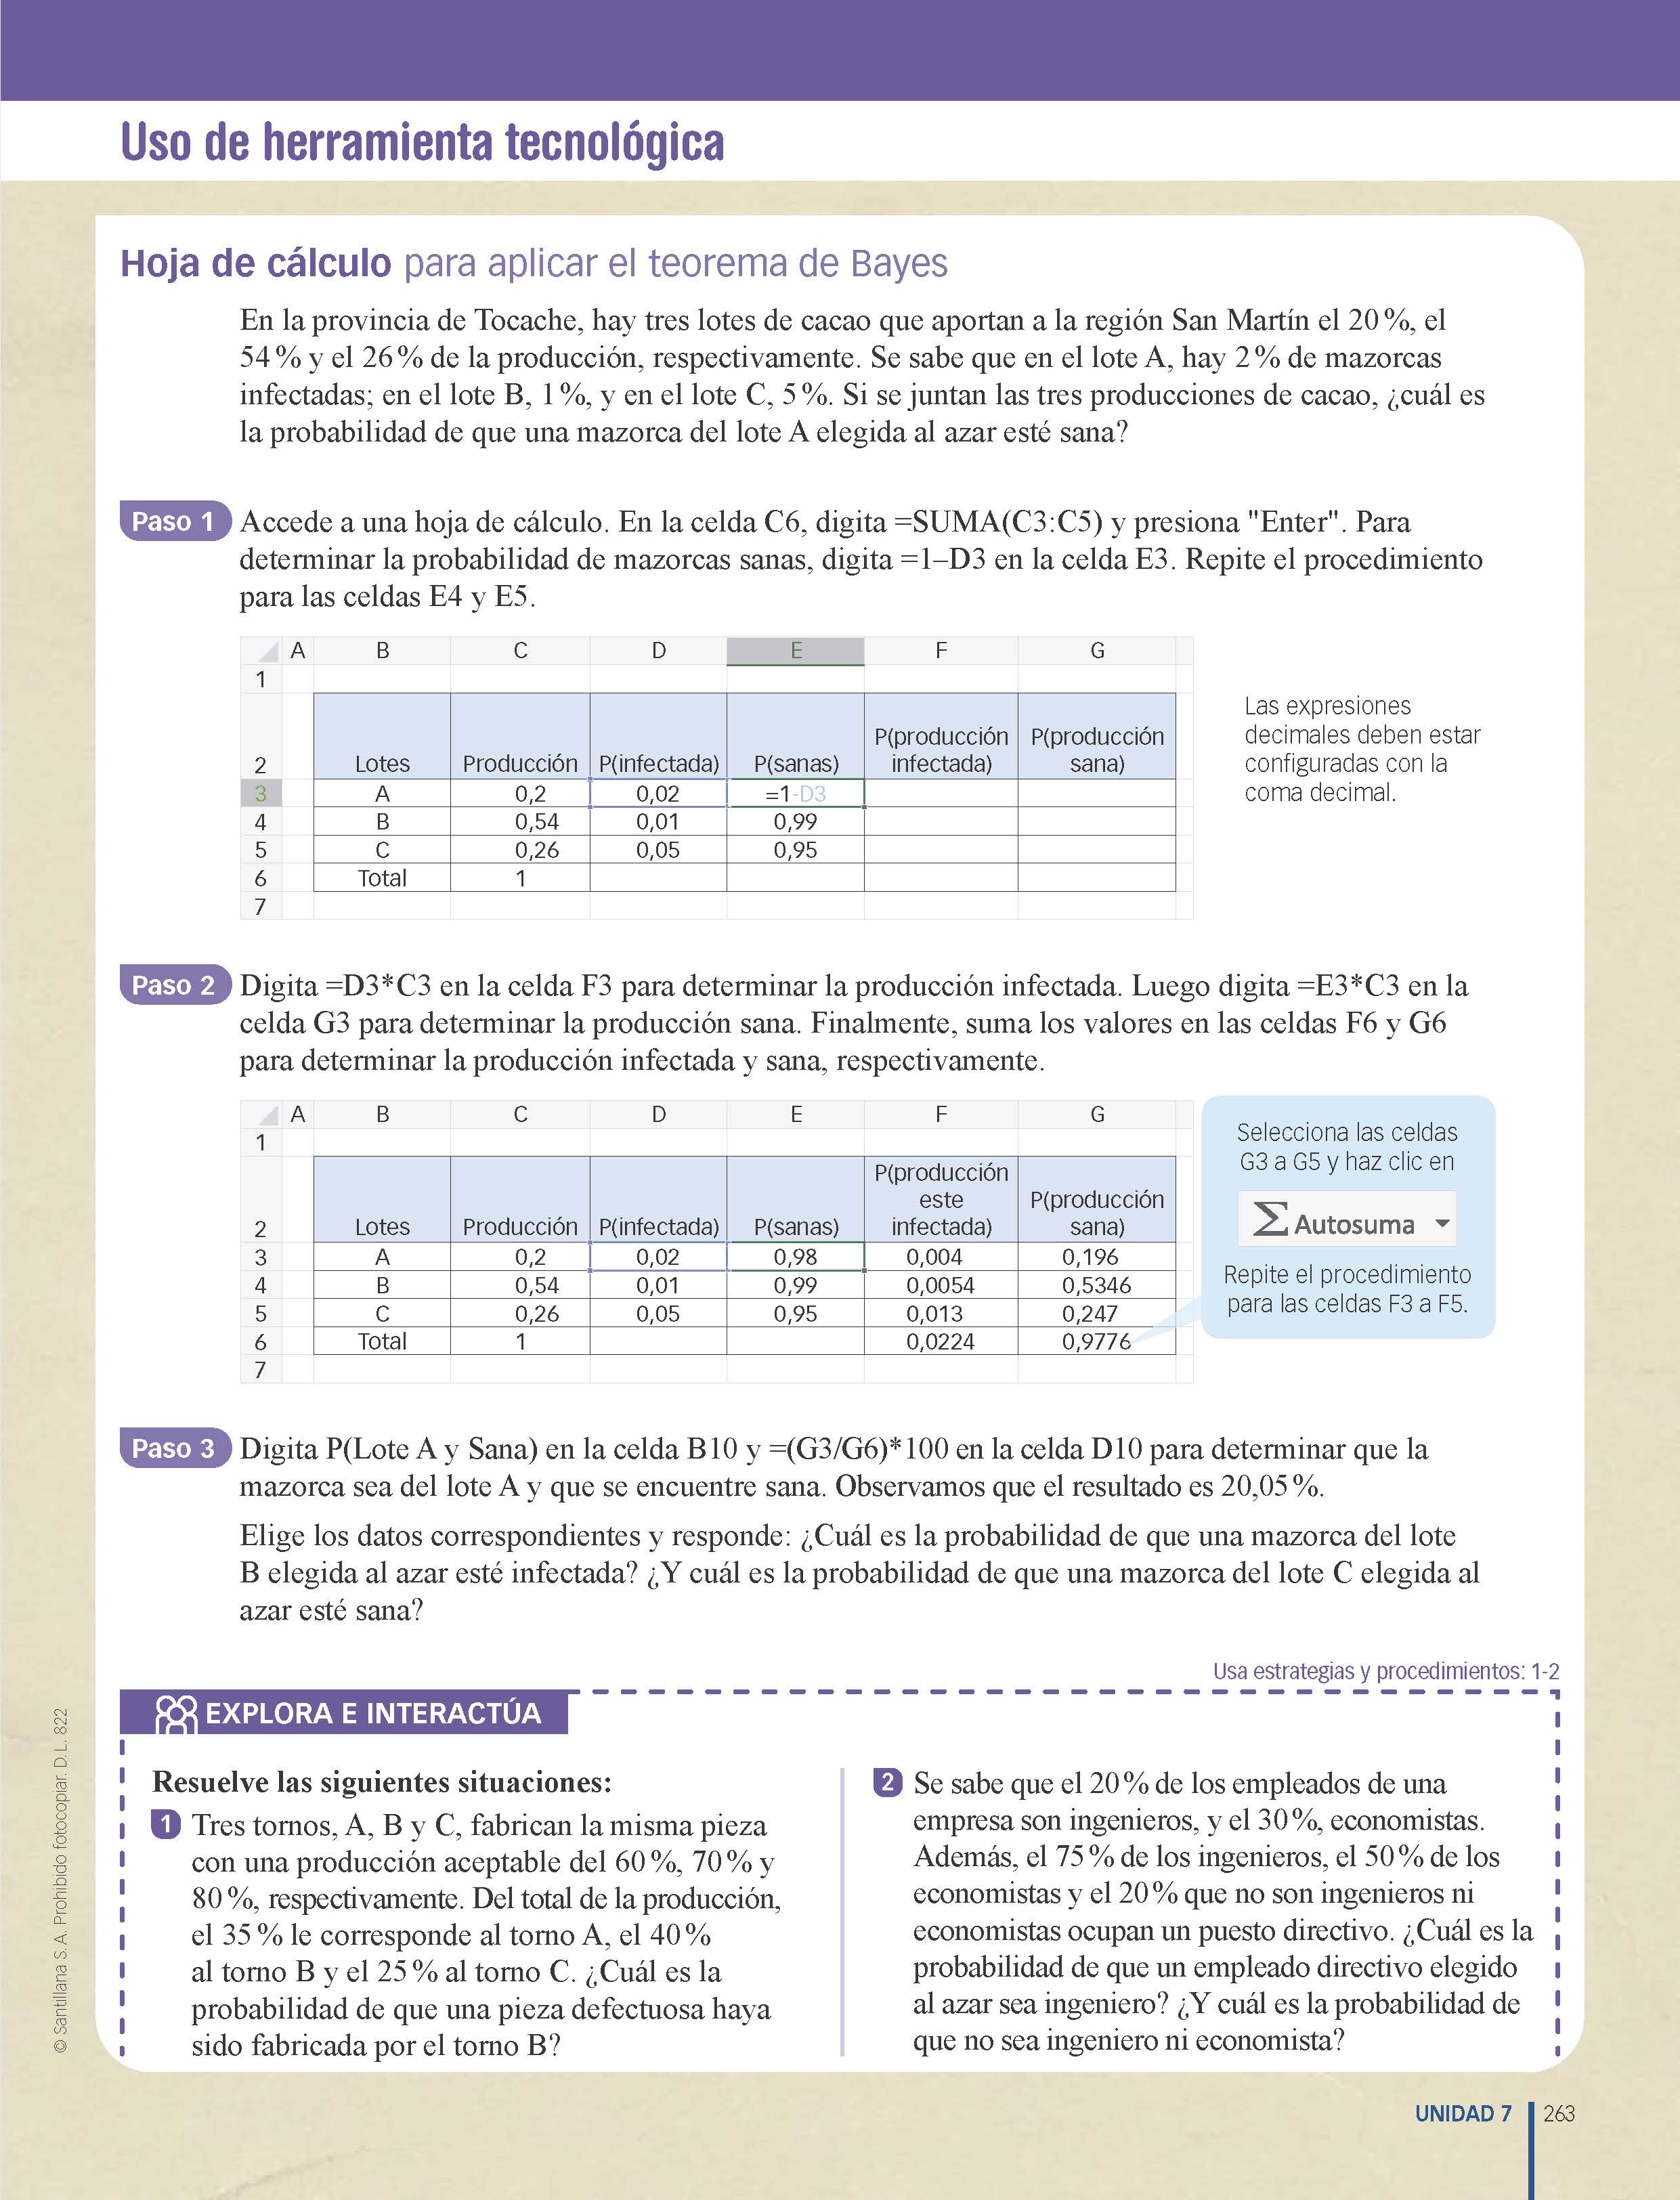 Uso de herramienta tecnológica
Hoja de cálculo para aplicar el teorema de Bayes
En la provincia de Tocache, hay tres lotes de cacao que aportan a la región San Martín el 20 %, el
54 % y el 26 % de la producción, respectivamente. Se sabe que en el lote A, hay 2 % de mazorcas
infectadas; en el lote B, 1 %, y en el lote C, 5 %. Si se juntan las tres producciones de cacao, ¿cuál es
la probabilidad de que una mazorca del lote A elegida al azar esté sana?
Paso 1 Accede a una hoja de cálculo. En la celda C6, digita =SUMA(C3:C5) y presiona "Enter". Para
determinar la probabilidad de mazorcas sanas, digita =1–D3 en la celda E3. Repite el procedimiento
para las celdas E4 y E5.
A B C D E F G
1
2 Lotes Producción P(infectada) P(sanas) P(producción infectada) P(producción sana)
3 A 0,2 0,02 =1-D3
4 B 0,54 0,01 0,99
5 C 0,26 0,05 0,95
6 Total 1
7
Las expresiones
decimales deben estar
configuradas con la
coma decimal.
Paso 2 Digita =D3*C3 en la celda F3 para determinar la producción infectada. Luego digita =E3*C3 en la
celda G3 para determinar la producción sana. Finalmente, suma los valores en las celdas F6 y G6
para determinar la producción infectada y sana, respectivamente.
A B C D E F G
1
2 Lotes Producción P(infectada) P(sanas) P(producción este infectada) P(producción sana)
3 A 0,2 0,02 0,98 0,004 0,196
4 B 0,54 0,01 0,99 0,0054 0,5346
5 C 0,26 0,05 0,95 0,013 0,247
6 Total 1 0,0224 0,9776
7
Selecciona las celdas
G3 a G5 y haz clic en
Σ Autosuma
Repite el procedimiento
para las celdas F3 a F5.
Paso 3 Digita P(Lote A y Sana) en la celda B10 y =(G3/G6)*100 en la celda D10 para determinar que la
mazorca sea del lote A y que se encuentre sana. Observamos que el resultado es 20,05 %.
Elige los datos correspondientes y responde: ¿Cuál es la probabilidad de que una mazorca del lote
B elegida al azar esté infectada? ¿Y cuál es la probabilidad de que una mazorca del lote C elegida al
azar esté sana?
Usa estrategias y procedimientos: 1-2
EXPLORA E INTERACTÚA
Resuelve las siguientes situaciones:
1 Tres tornos, A, B y C, fabrican la misma pieza
con una producción aceptable del 60 %, 70 % y
80 %, respectivamente. Del total de la producción,
el 35 % le corresponde al torno A, el 40 %
al torno B y el 25 % al torno C. ¿Cuál es la
probabilidad de que una pieza defectuosa haya
sido fabricada por el torno B?
2 Se sabe que el 20 % de los empleados de una
empresa son ingenieros, y el 30 %, economistas.
Además, el 75 % de los ingenieros, el 50 % de los
economistas y el 20 % que no son ingenieros ni
economistas ocupan un puesto directivo. ¿Cuál es la
probabilidad de que un empleado directivo elegido
al azar sea ingeniero? ¿Y cuál es la probabilidad de
que no sea ingeniero ni economista?
© Santillana S. A. Prohibido fotocopiar. D. L. 822
UNIDAD 7 263